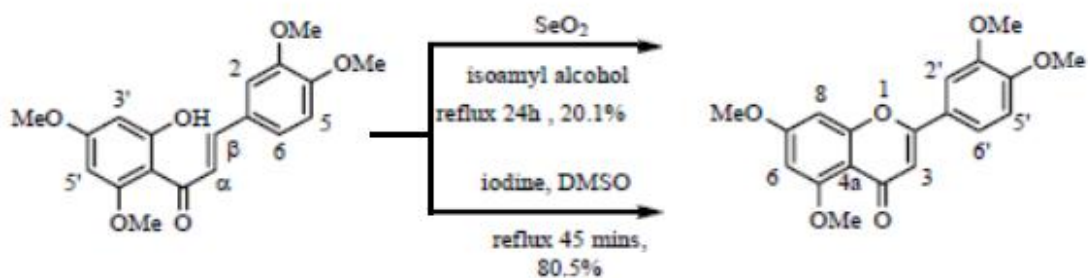 OMe
2
OMe
3'
OH
MeO
5
β
6
5'
α
OMe
O
SeO₂
isoamyl alcohol
reflux 24h , 20.1%
iodine, DMSO
reflux 45 mins,
80.5%
OMe
2'
OMe
1
8
O
MeO
5'
6'
6
4a
3
OMe
O